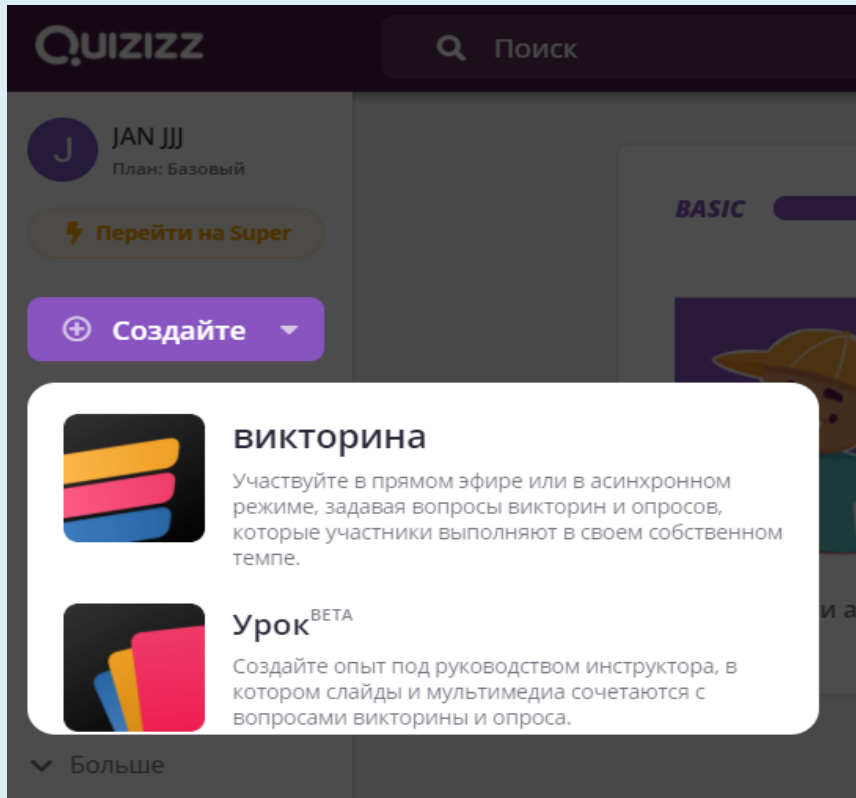 QUIZIZZ
Поиск
J
JAN JJJ
План: Базовый
Перейти на Super
BASIC
Создайте
викторина
Участвуйте в прямом эфире или в асинхронном
режиме, задавая вопросы викторин и опросов,
которые участники выполняют в своем собственном
темпе.
Урок BETA
Создайте опыт под руководством инструктора, в
котором слайды и мультимедиа сочетаются с
вопросами викторины и опроса.
Больше